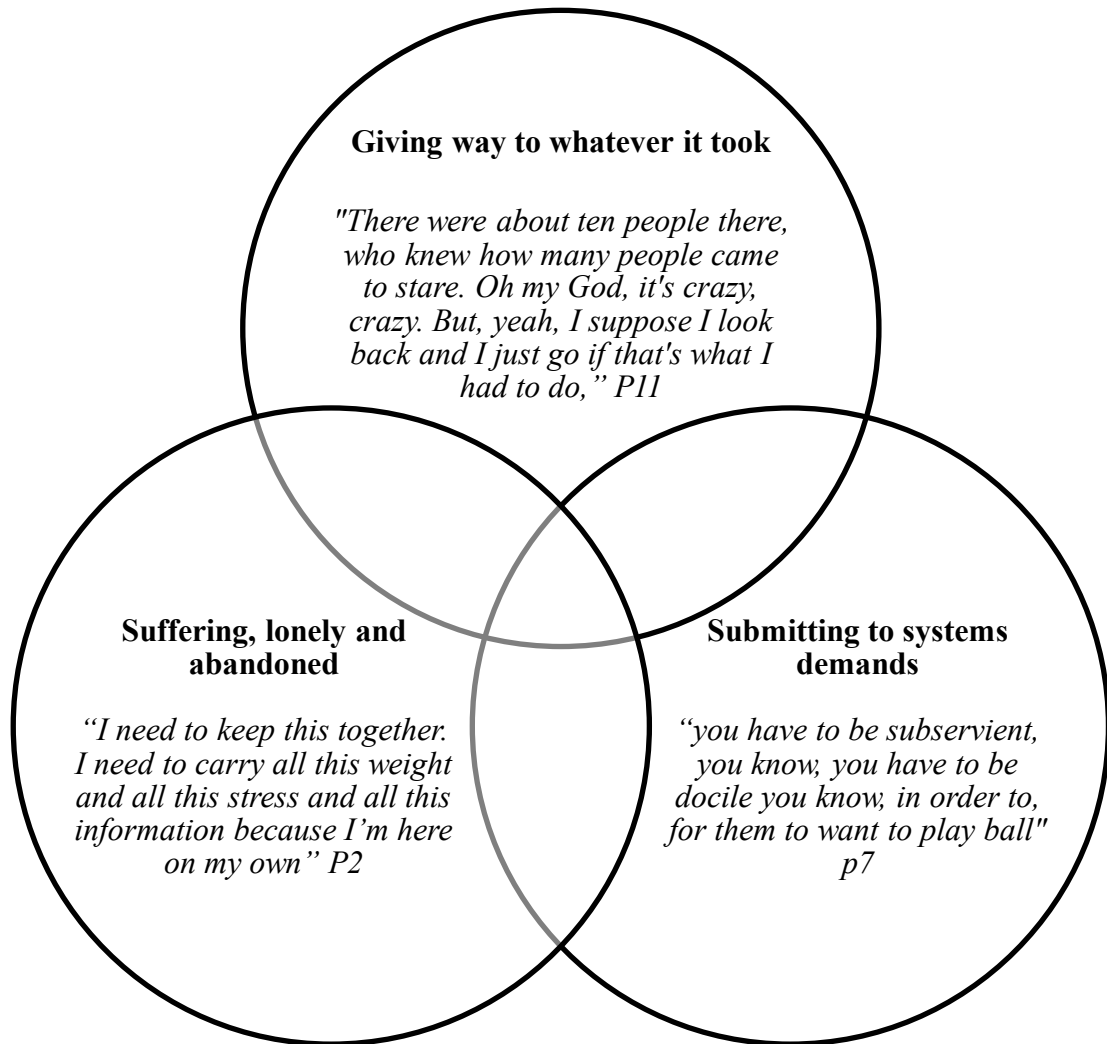 Giving way to whatever it took
"There were about ten people there,
who knew how many people came
to stare. Oh my God, it's crazy,
crazy. But, yeah, I suppose I look
back and I just go if that's what I
had to do,” P11
Suffering, lonely and
abandoned
“I need to keep this together.
I need to carry all this weight
and all this stress and all this
information because I’m here
on my own” P2
Submitting to systems
demands
“you have to be subservient,
you know, you have to be
docile you know, in order to,
for them to want to play ball"
p7